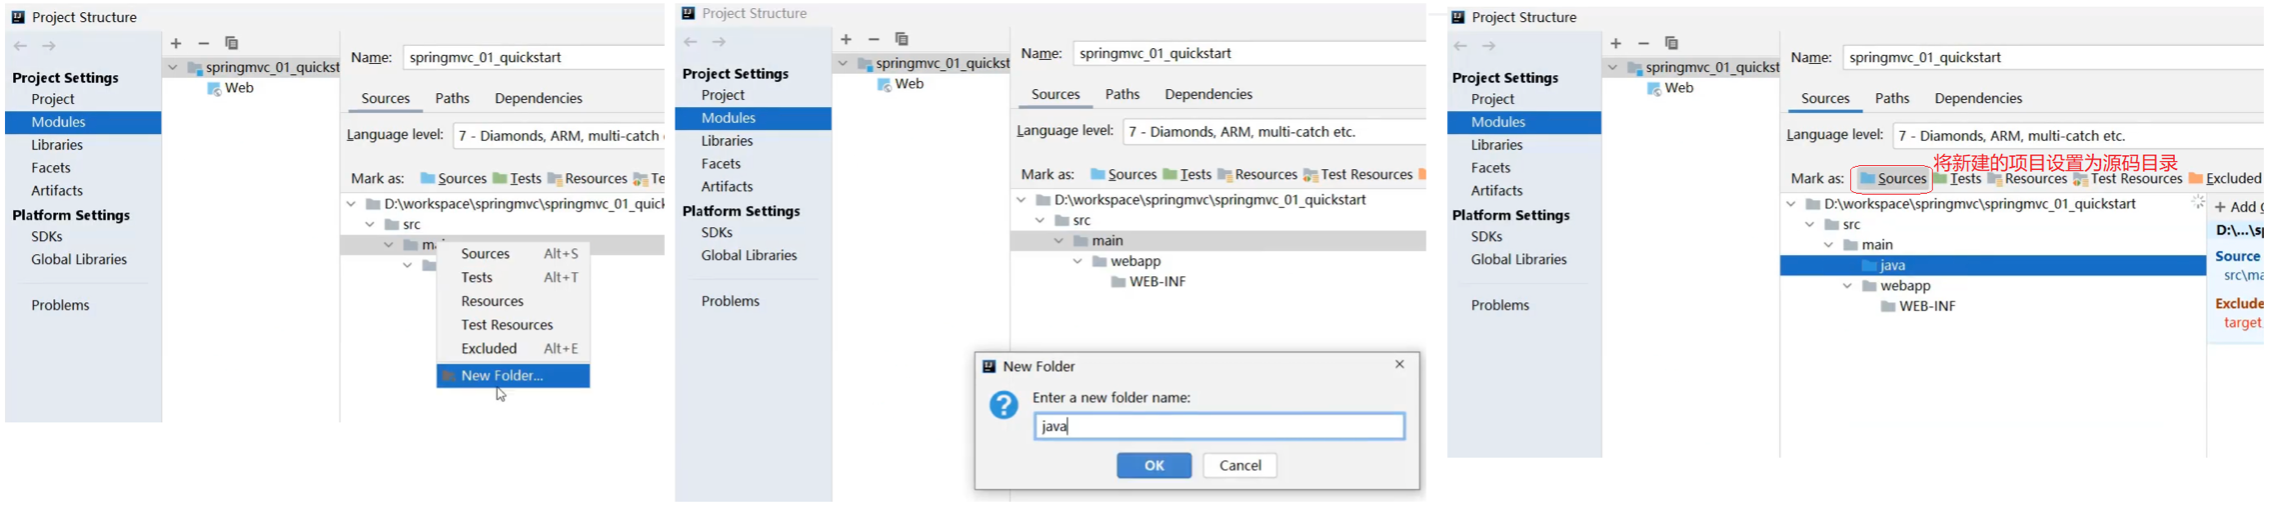 Project Structure
Project Settings
Project
Modules
Libraries
Facets
Artifacts
Platform Settings
SDKs
Global Libraries
Problems
springmvc_01_quickst
Web
Name: springmvc_01_quickstart
Sources Paths Dependencies
Language level: 7 - Diamonds, ARM, multi-catch
Mark as: Sources Tests Resources Te
D:\workspace\springmvc\springmvc_01_quick
src
ma
Sources Alt+S
Tests Alt+T
Resources
Test Resources
Excluded Alt+E
New Folder...
Project Structure
Project Settings
Project
Modules
Libraries
Facets
Artifacts
Platform Settings
SDKs
Global Libraries
Problems
springmvc_01_quickst
Web
Name: springmvc_01_quickstart
Sources Paths Dependencies
Language level: 7 - Diamonds, ARM, multi-catch etc.
Mark as: Sources Tests Resources Test Resources
D:\workspace\springmvc\springmvc_01_quickstart
src
main
webapp
WEB-INF
New Folder
Enter a new folder name:
java
OK Cancel
Project Structure
Project Settings
Project
Modules
Libraries
Facets
Artifacts
Platform Settings
SDKs
Global Libraries
Problems
springmvc_01_quickst
Web
Name: springmvc_01_quickstart
Sources Paths Dependencies
Language level: 7 - Diamonds, ARM, multi-catch etc.
将新建的项目设置为源码目录
Mark as: Sources Tests Resources Test Resources Excluded
D:\workspace\springmvc\springmvc_01_quickstart
src
main
java
webapp
WEB-INF
+ Add
D:\...\s
Source
src\ma
Exclude
target